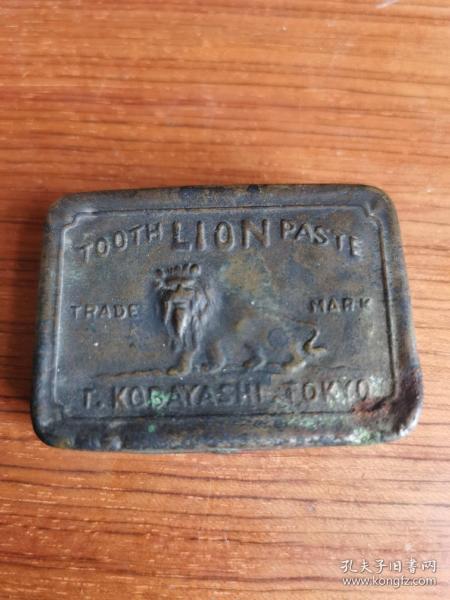 TOOTH LION PASTE
TRADE MARK
T. KOBAYASHI. TOKYO
孔夫子旧书网
www.kongfz.com